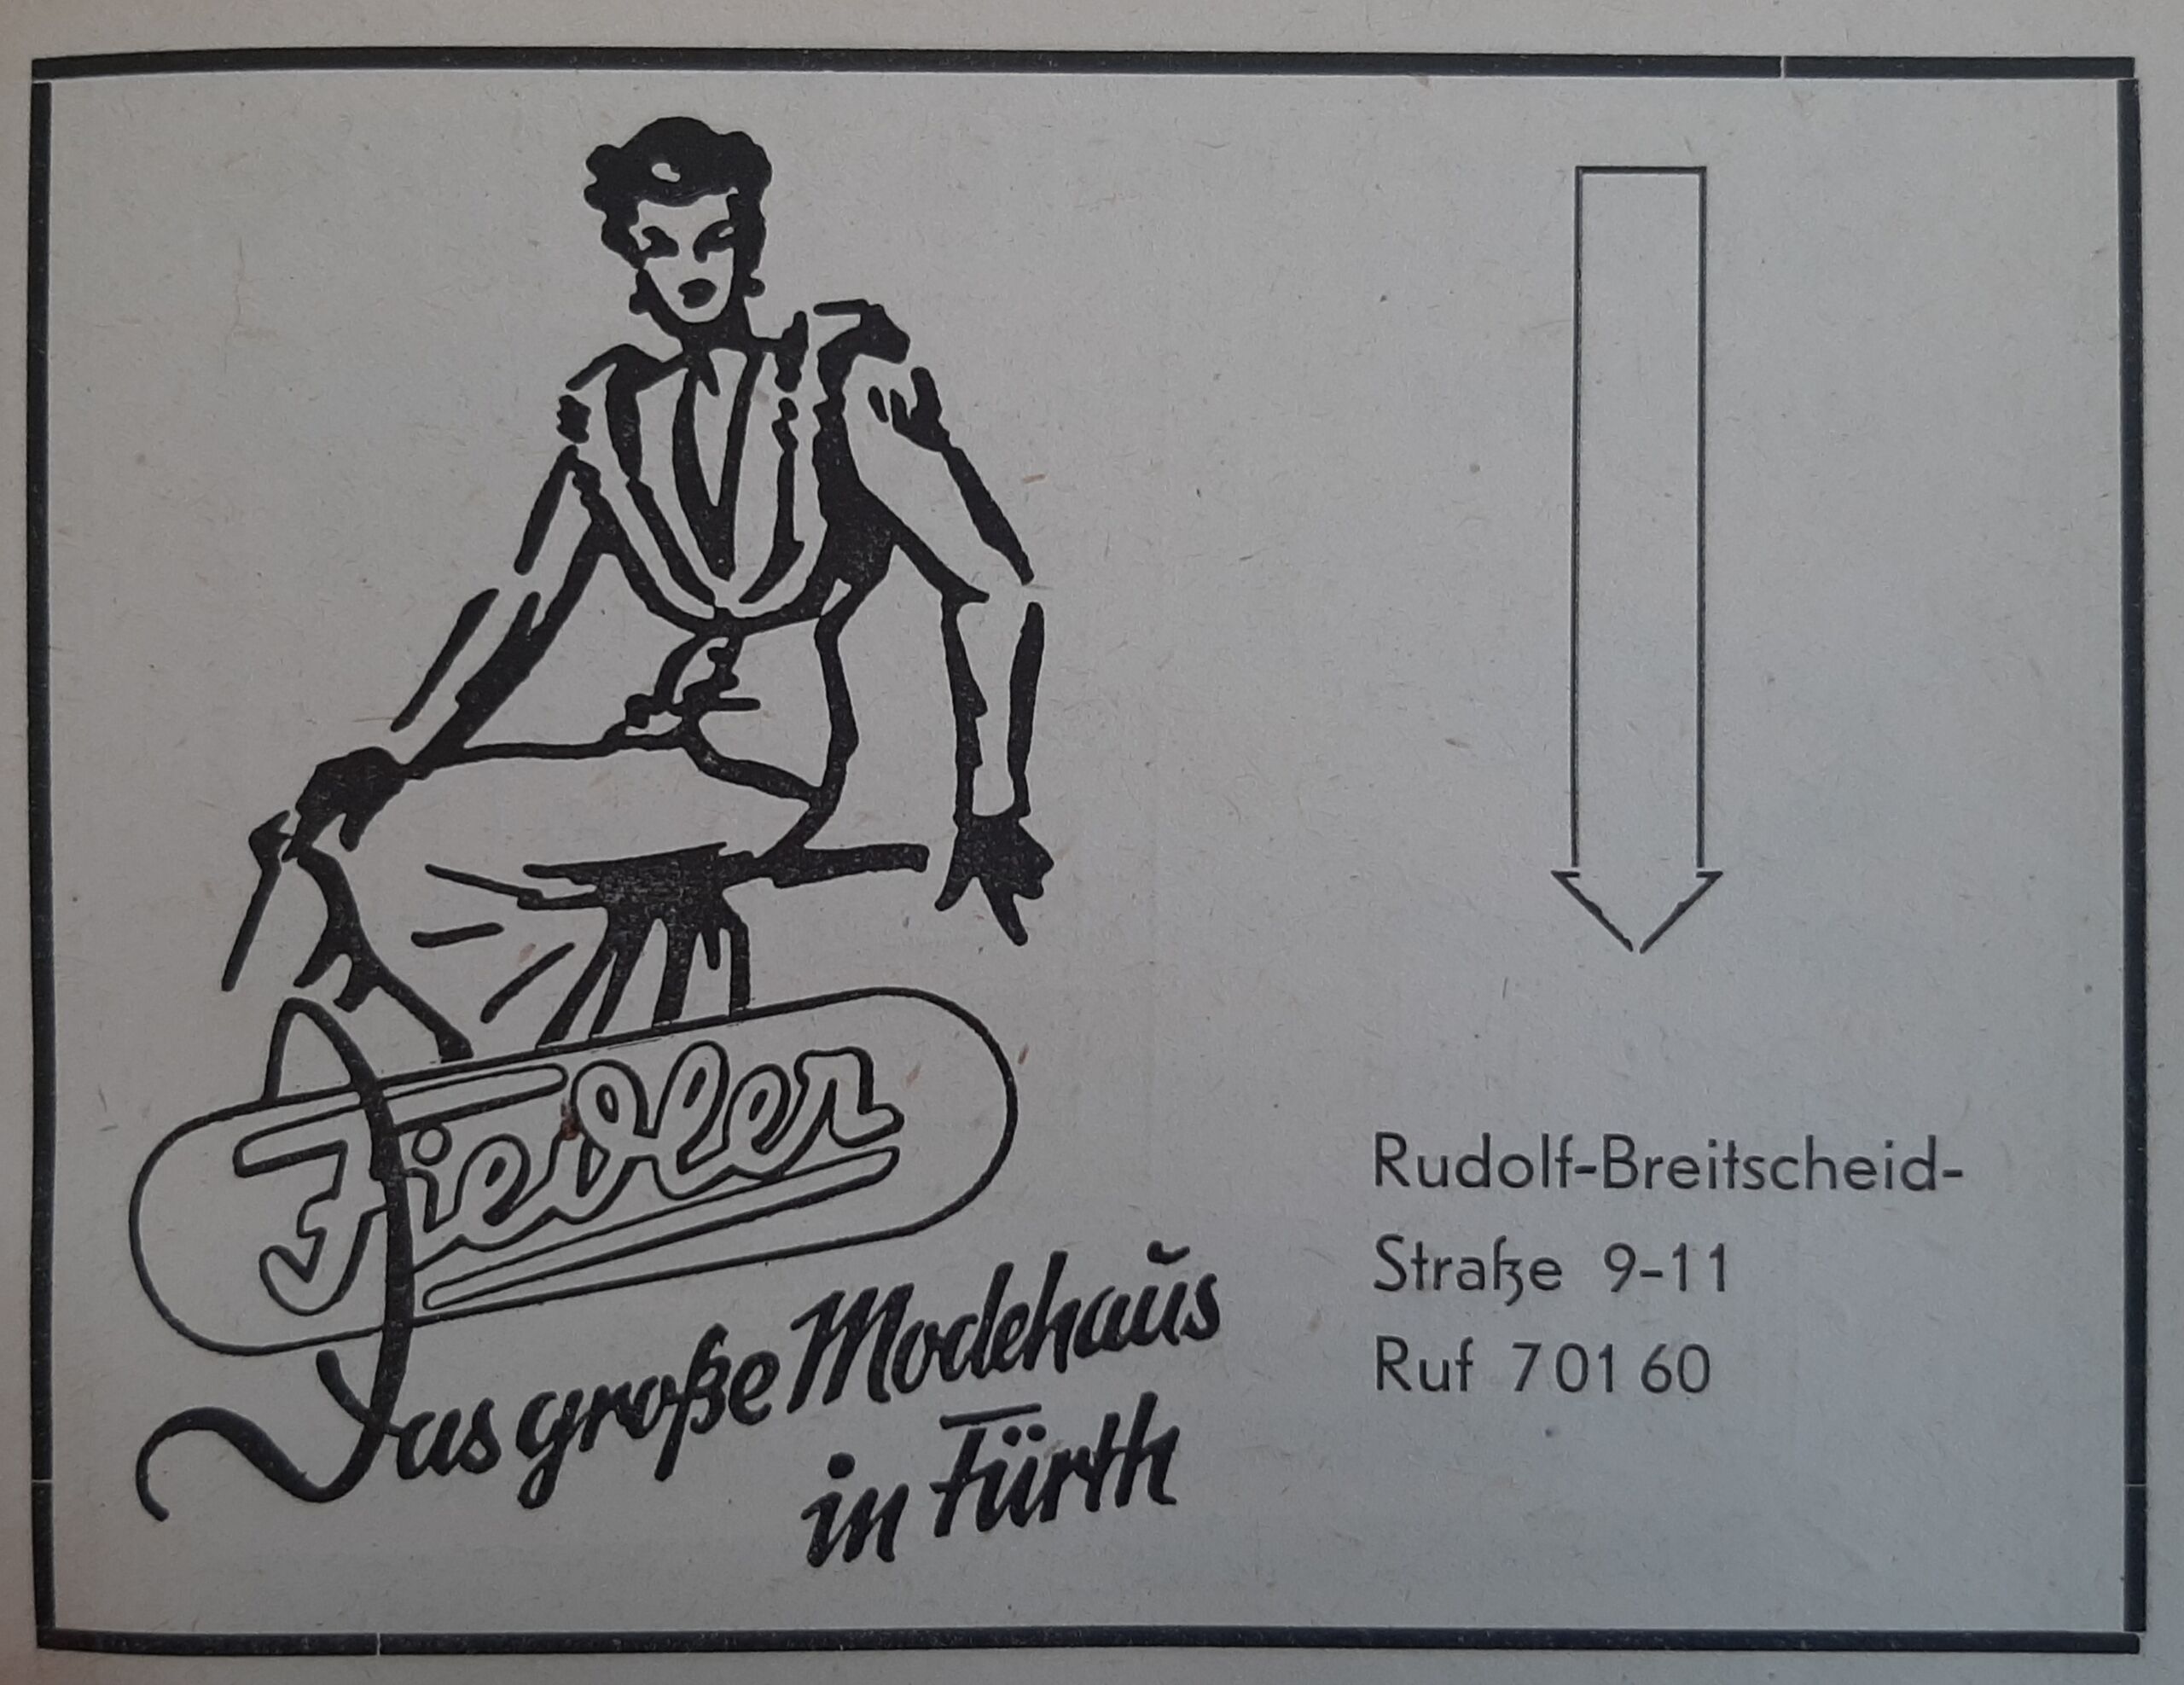 Fiedler
Das große Modehaus
in Fürth
Rudolf-Breitscheid-
Straße 9-11
Ruf 70160